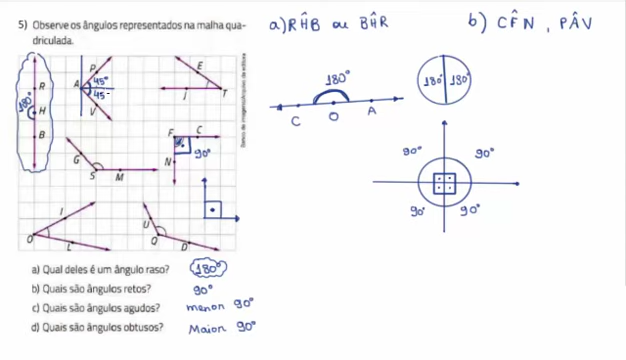 5) Observe os ângulos representados na malha qua-
driculada.
a) RĤB ou BĤR
b) CF̂N , PÂV
180°
R
H
B
P
A
45°
45°
V
E
I
T
180°
C
O
A
180° 180°
G
S
M
F
C
N
90°
90° 90°
90° 90°
I
O
L
U
Q
D
a) Qual deles é um ângulo raso? 180°
b) Quais são ângulos retos? 90°
c) Quais são ângulos agudos? menor 90°
d) Quais são ângulos obtusos? Maior 90°